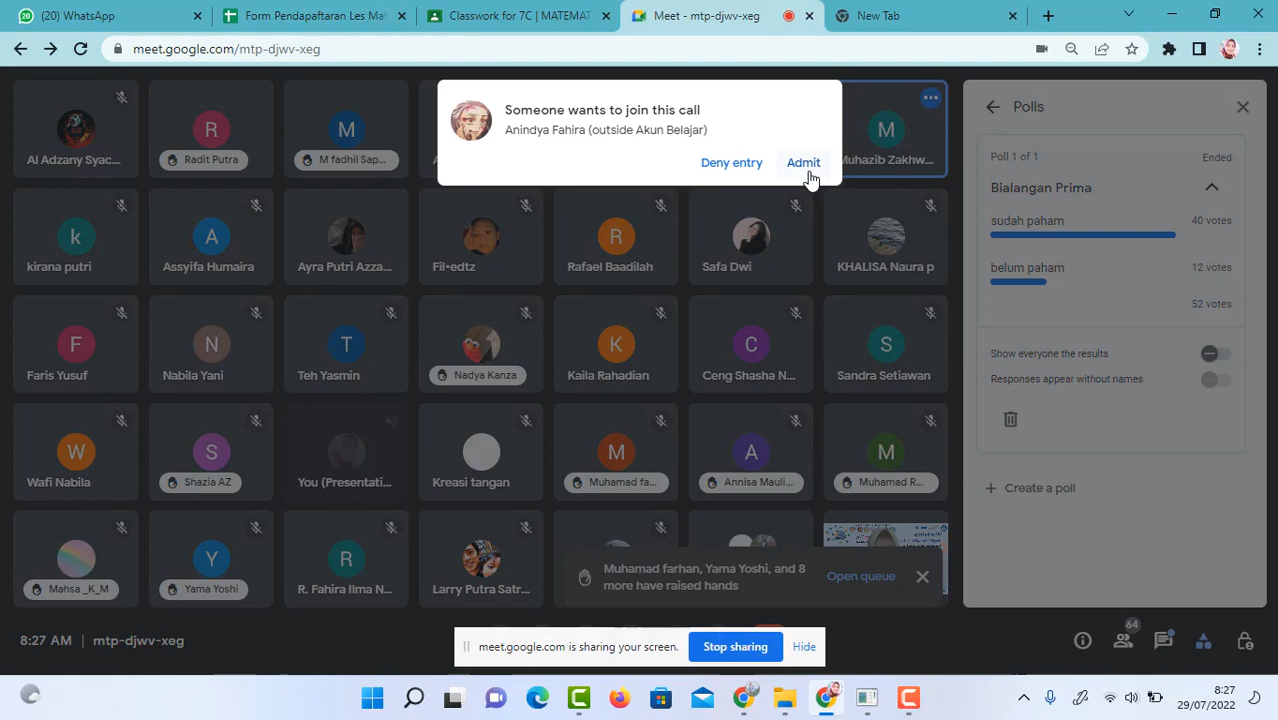 (20) WhatsApp
Form Pendapaftaran Les Mat
Classwork for 7C | MATEMAT
Meet - mtp-djwv-xeg
New Tab
meet.google.com/mtp-djwv-xeg
Someone wants to join this call
Anindya Fahira (outside Akun Belajar)
Deny entry
Admit
Al Adzany Syac...
R
Radit Putra
M
M fadhil Sap...
M
Muhazib Zakhw...
k
kirana putri
A
Assyifa Humaira
Ayra Putri Azza...
Fil•edtz
R
Rafael Baadilah
Safa Dwi
KHALISA Naura p
F
Faris Yusuf
N
Nabila Yani
T
Teh Yasmin
Nadya Kanza
K
Kaila Rahadian
C
Ceng Shasha N...
S
Sandra Setiawan
W
Wafi Nabila
S
Shazia AZ
You (Presentati...
Kreasi tangan
M
Muhamad fa...
A
Annisa Mauli...
M
Muhamad R...
Mahsa _K_M
Y
Yama Yoshi
R
R. Fahira Ilma N...
Larry Putra Satr...
Muhamad farhan, Yama Yoshi, and 8
more have raised hands
Open queue
Polls
Poll 1 of 1
Ended
Bialangan Prima
sudah paham
40 votes
belum paham
12 votes
52 votes
Show everyone the results
Responses appear without names
Create a poll
8:27 AM | mtp-djwv-xeg
meet.google.com is sharing your screen.
Stop sharing
Hide
64
8:27
29/07/2022